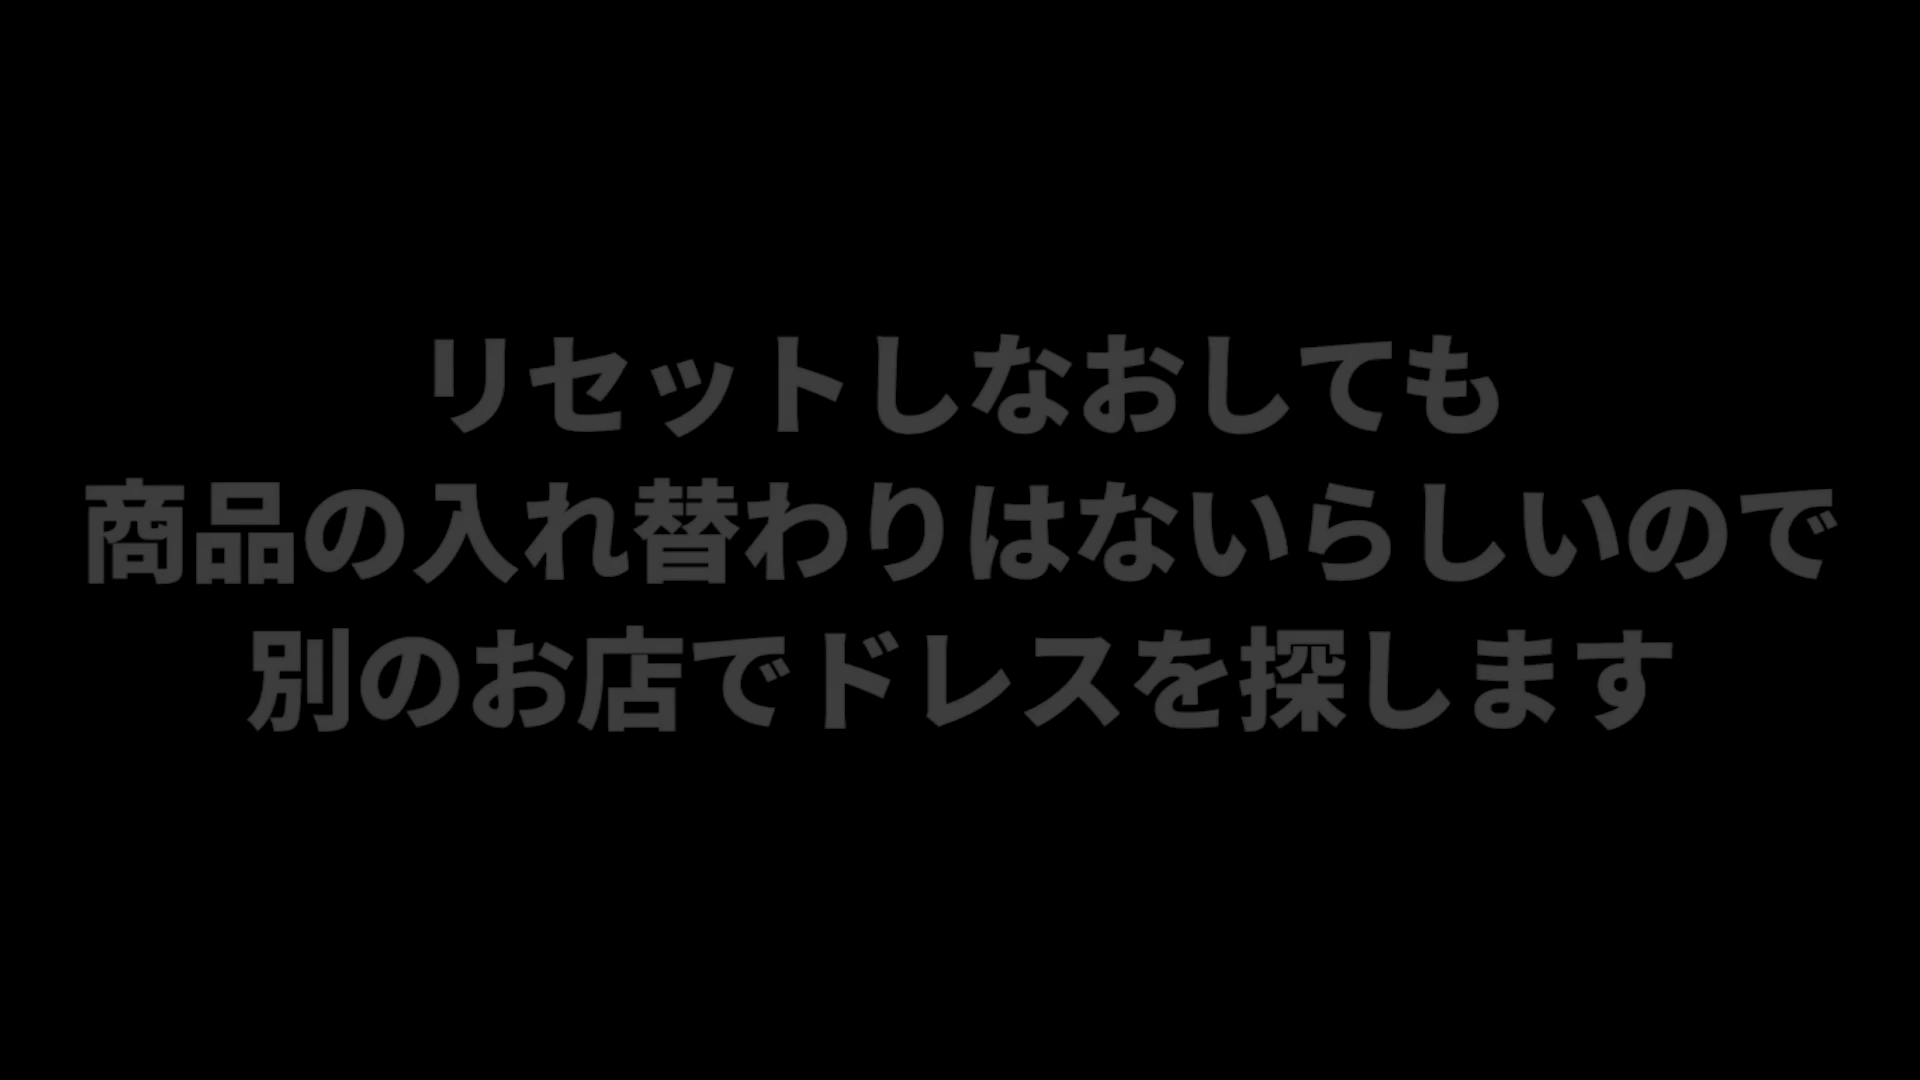 リセットしなおしても
商品の入れ替わりはないらしいので
別のお店でドレスを探します